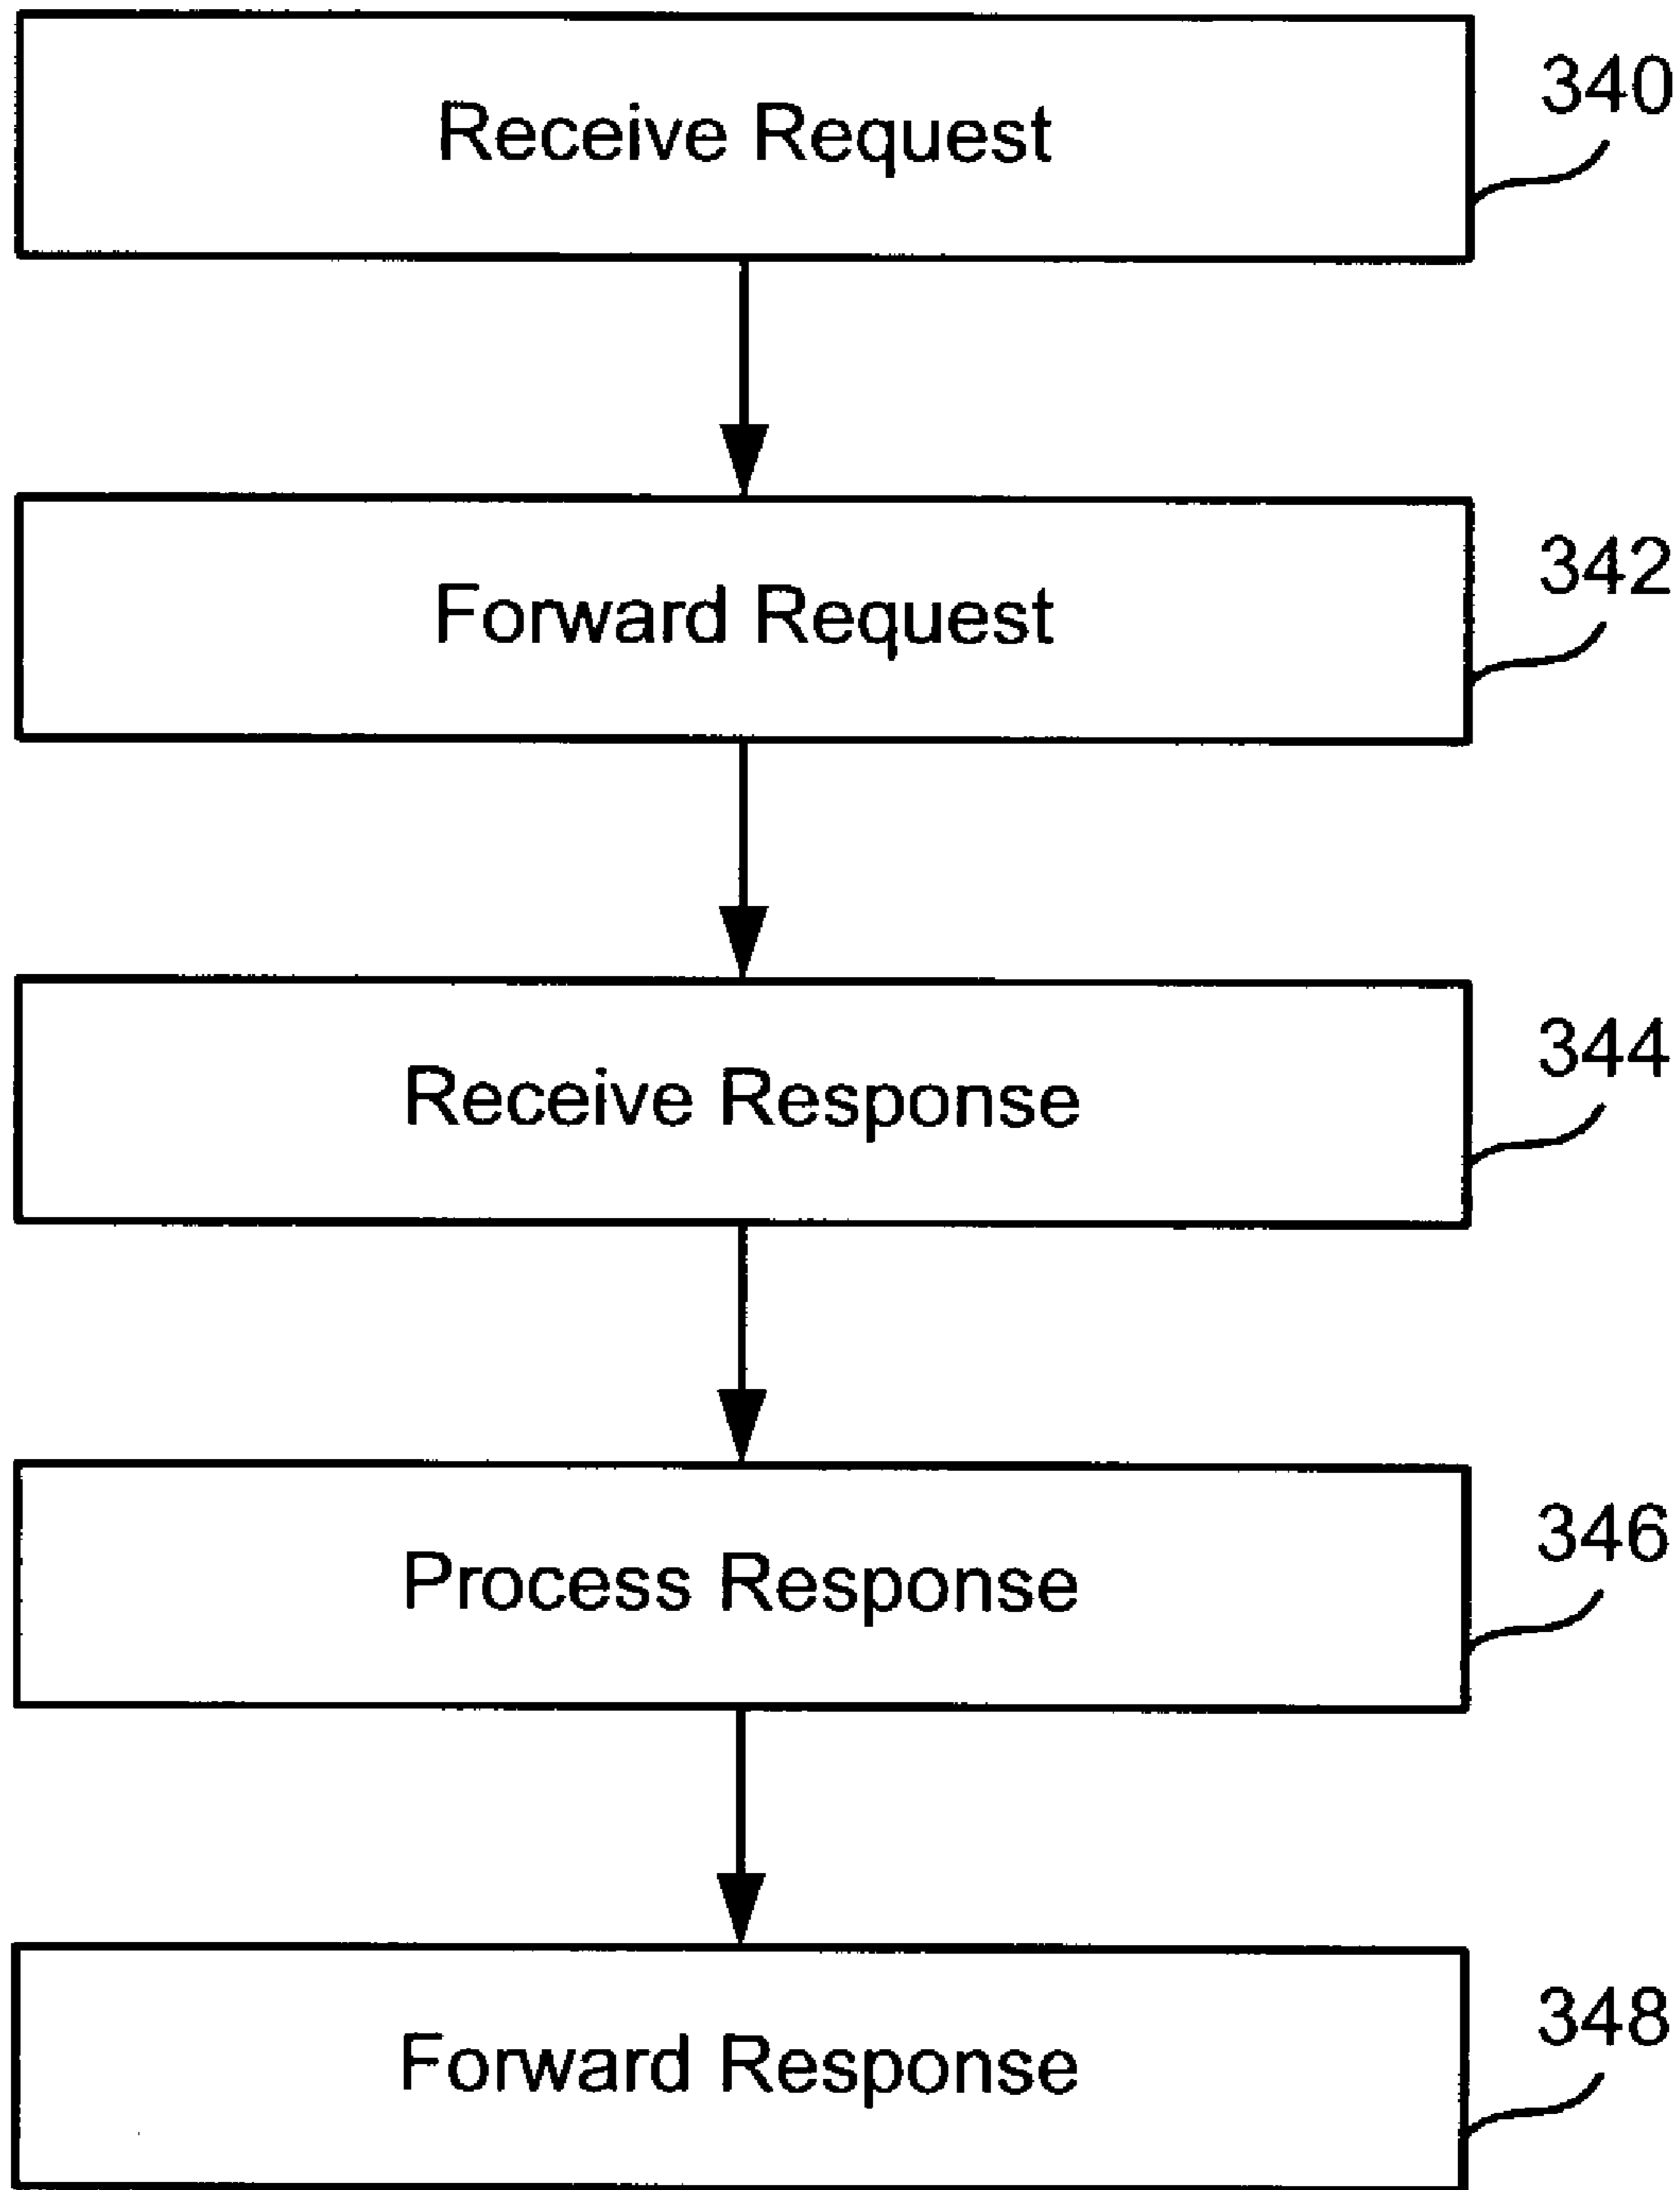 Receive Request
340
Forward Request
342
Receive Response
344
Process Response
346
Forward Response
348